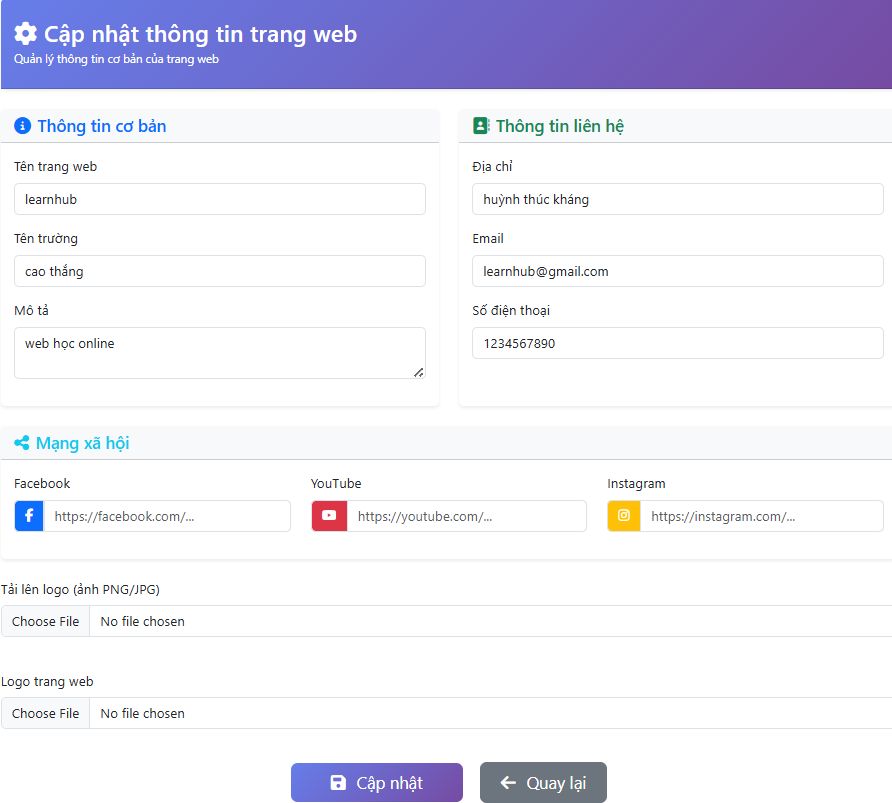 Cập nhật thông tin trang web
Quản lý thông tin cơ bản của trang web
Thông tin cơ bản
Tên trang web
learnhub
Tên trường
cao thắng
Mô tả
web học online
Thông tin liên hệ
Địa chỉ
huỳnh thúc kháng
Email
learnhub@gmail.com
Số điện thoại
1234567890
Mạng xã hội
Facebook
https://facebook.com/...
YouTube
https://youtube.com/...
Instagram
https://instagram.com/...
Tải lên logo (ảnh PNG/JPG)
Choose File No file chosen
Logo trang web
Choose File No file chosen
Cập nhật
Quay lại